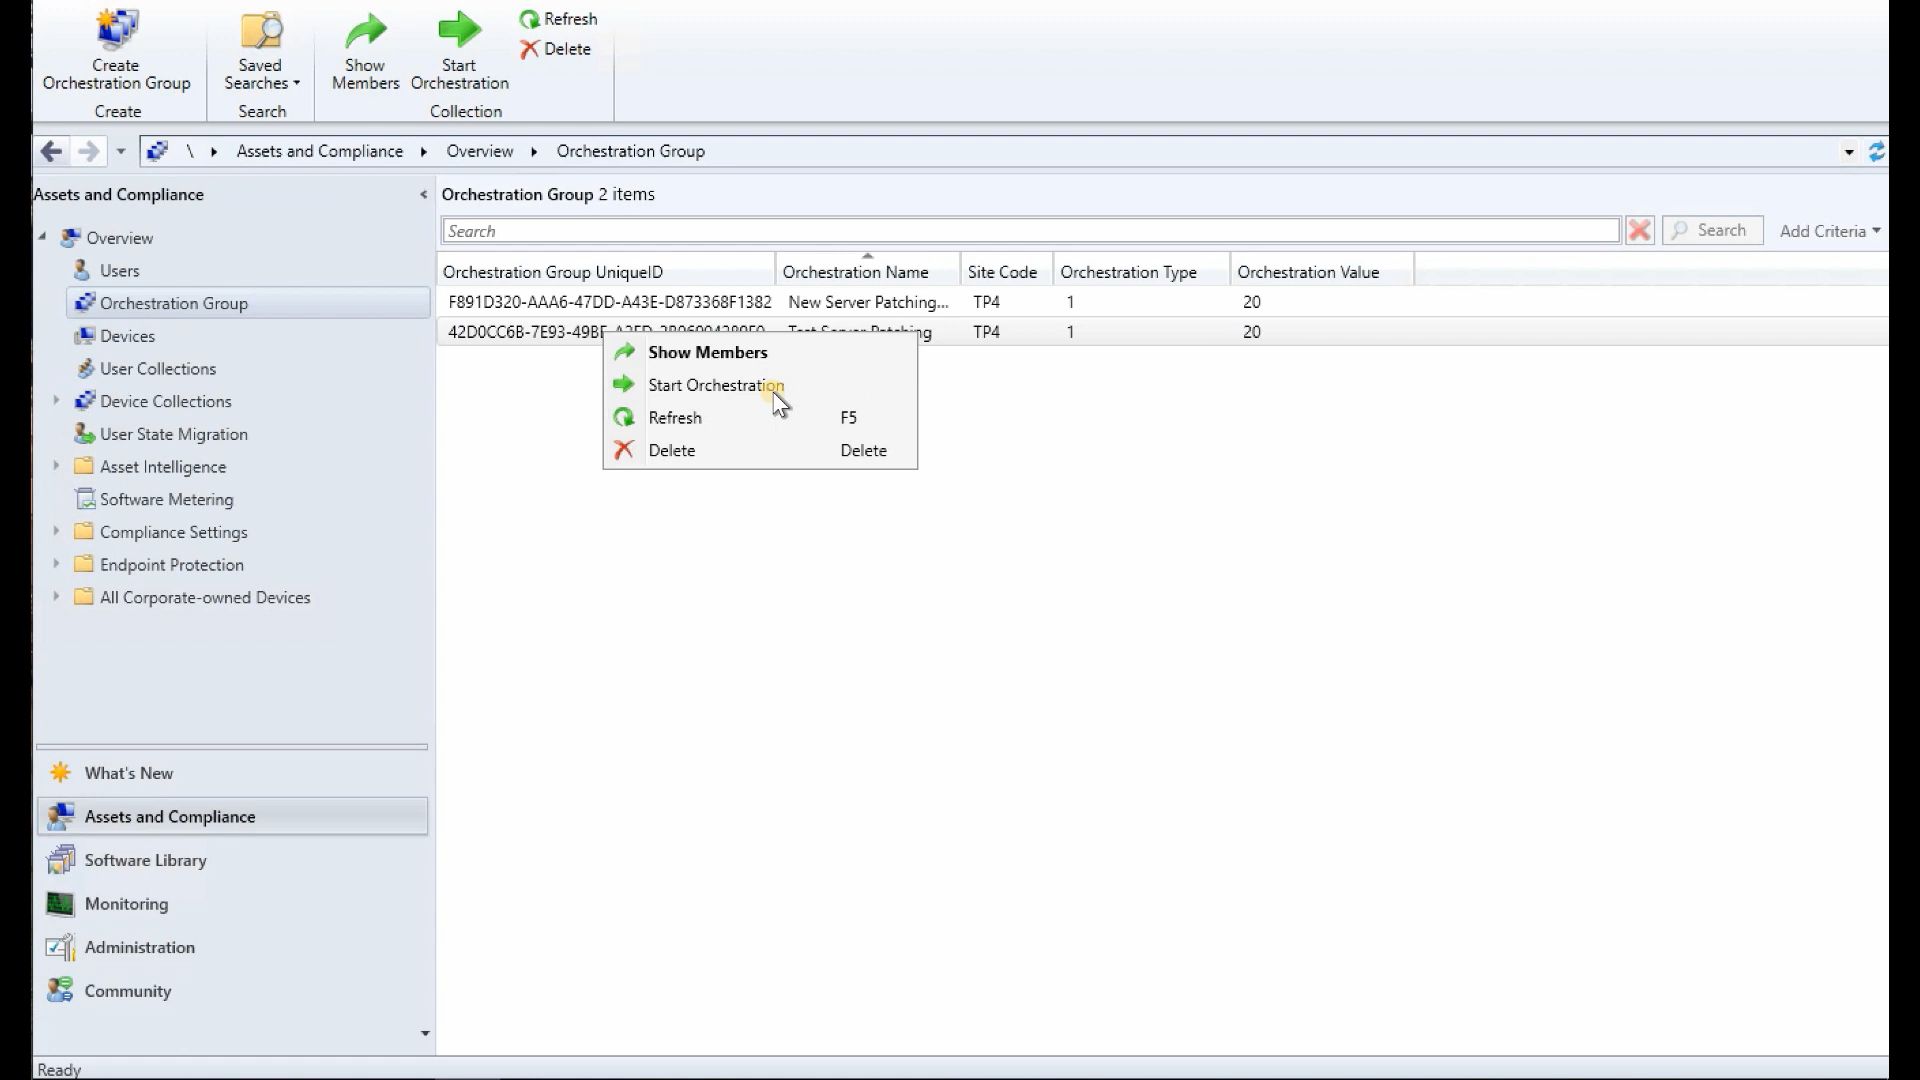 Create
Orchestration Group
Create
Saved
Searches
Search
Show
Members
Start
Orchestration
Refresh
Delete
Collection
\ Assets and Compliance Overview Orchestration Group
Assets and Compliance <
Overview
Users
Orchestration Group
Devices
User Collections
Device Collections
User State Migration
Asset Intelligence
Software Metering
Compliance Settings
Endpoint Protection
All Corporate-owned Devices
What's New
Assets and Compliance
Software Library
Monitoring
Administration
Community
Ready
Orchestration Group 2 items
Search
Search Add Criteria
Orchestration Group UniqueID Orchestration Name Site Code Orchestration Type Orchestration Value
F891D320-AAA6-47DD-A43E-D873368F1382 New Server Patching... TP4 1 20
Test Server Patching TP4 1 20
Show Members
Start Orchestration
Refresh F5
Delete Delete